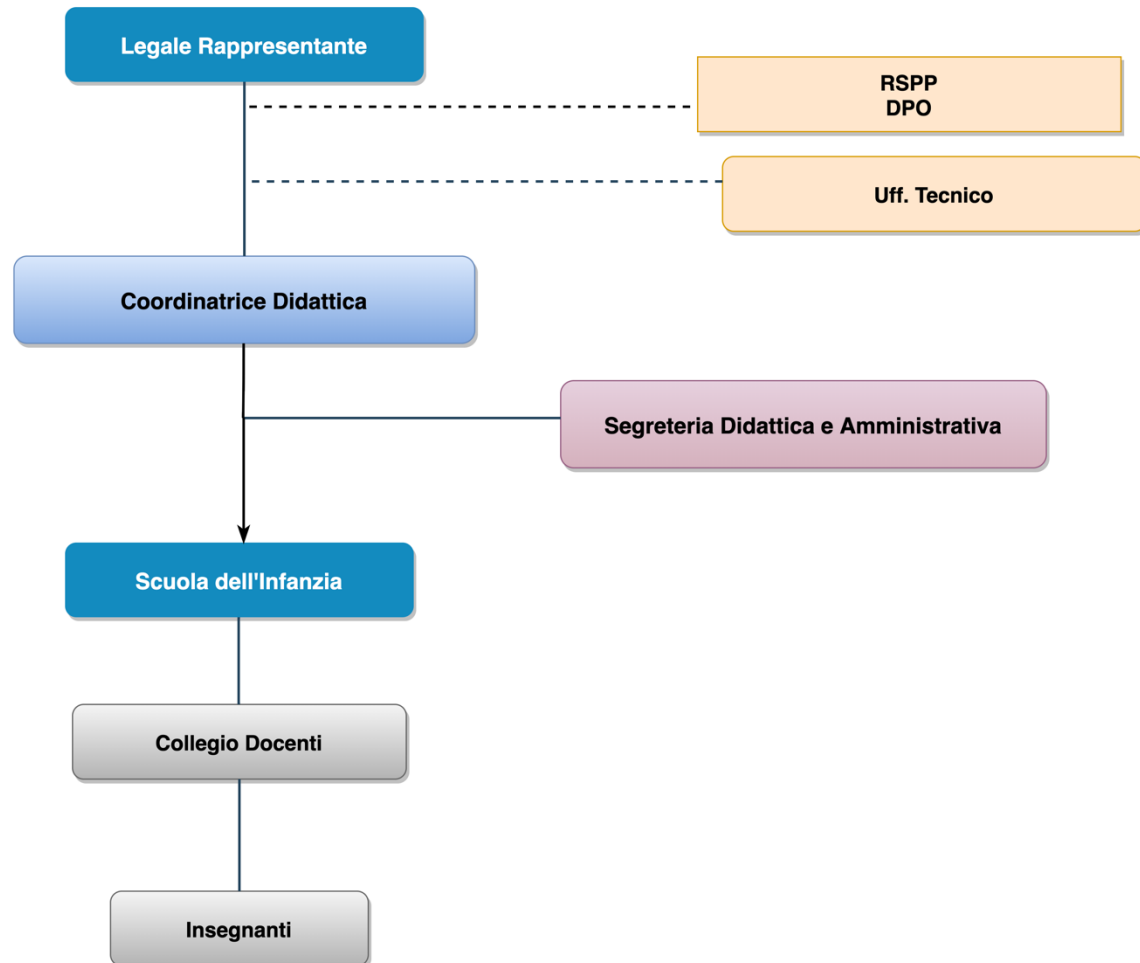 Legale Rappresentante
RSPP
DPO
Uff. Tecnico
Coordinatrice Didattica
Segreteria Didattica e Amministrativa
Scuola dell'Infanzia
Collegio Docenti
Insegnanti